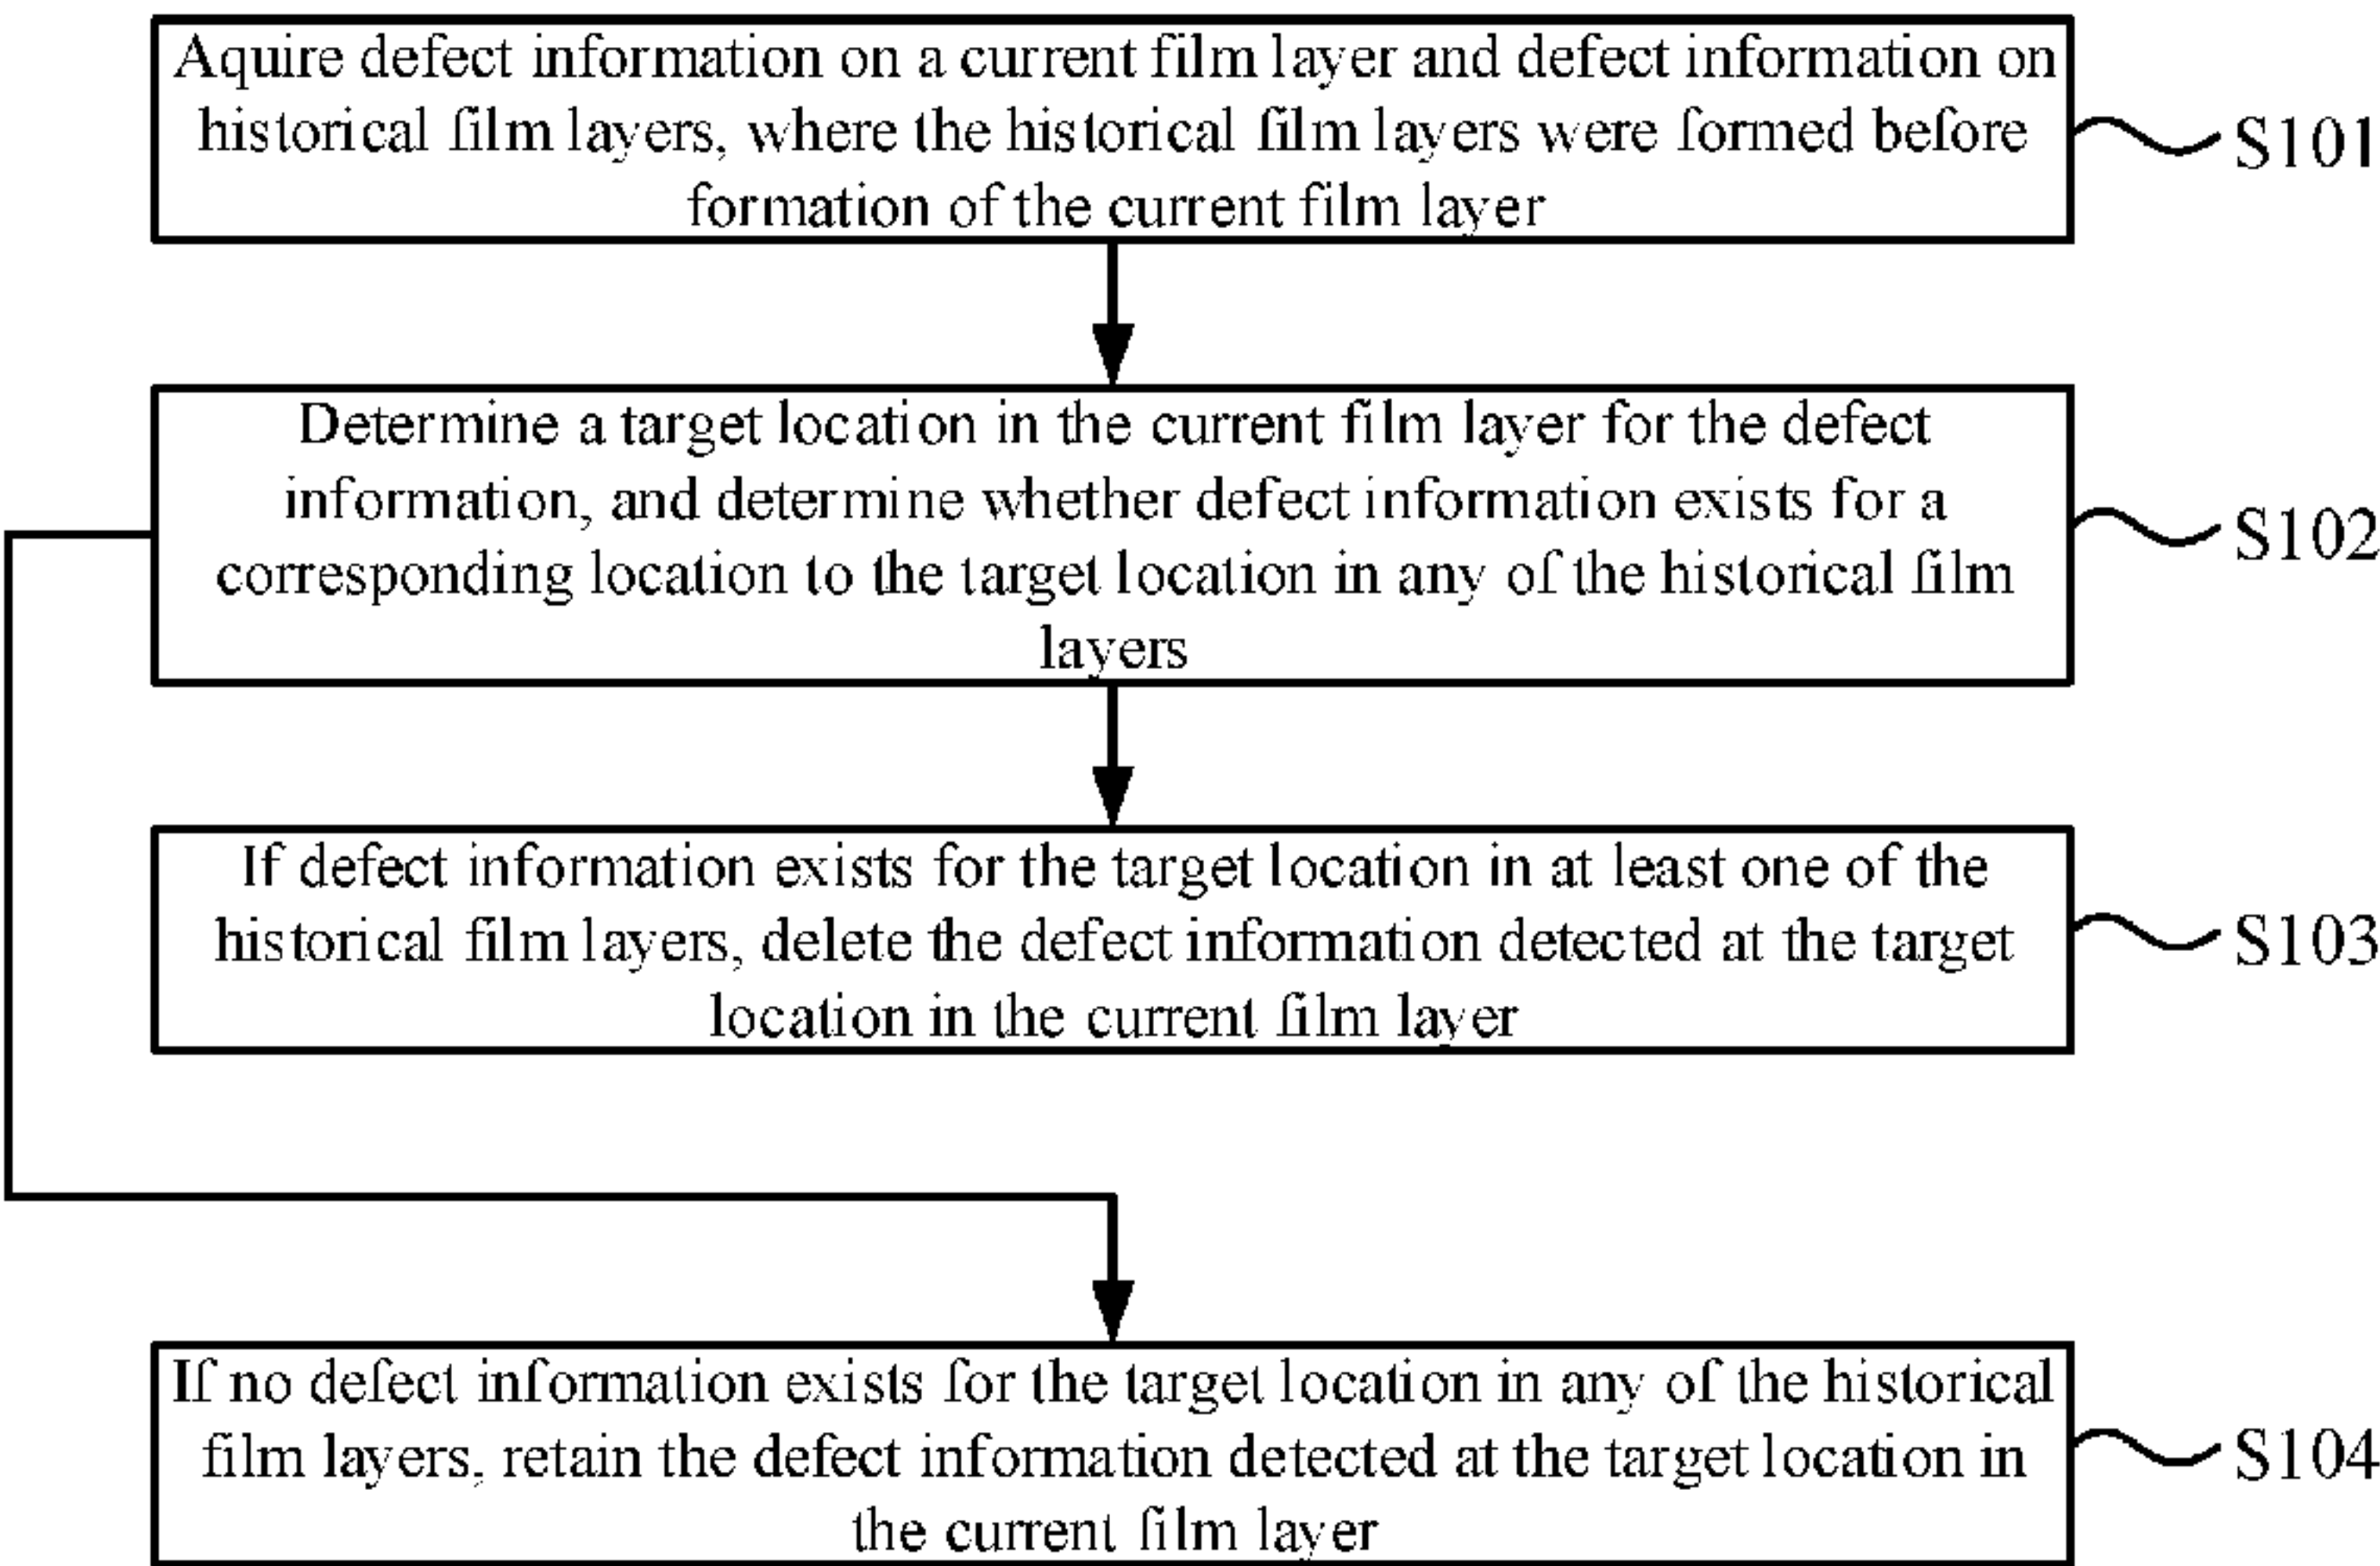 Aquire defect information on a current film layer and defect information on
historical film layers, where the historical film layers were formed before
formation of the current film layer
S101
Determine a target location in the current film layer for the defect
information, and determine whether defect information exists for a
corresponding location to the target location in any of the historical film
layers
S102
If defect information exists for the target location in at least one of the
historical film layers, delete the defect information detected at the target
location in the current film layer
S103
If no defect information exists for the target location in any of the historical
film layers, retain the defect information detected at the target location in
the current film layer
S104